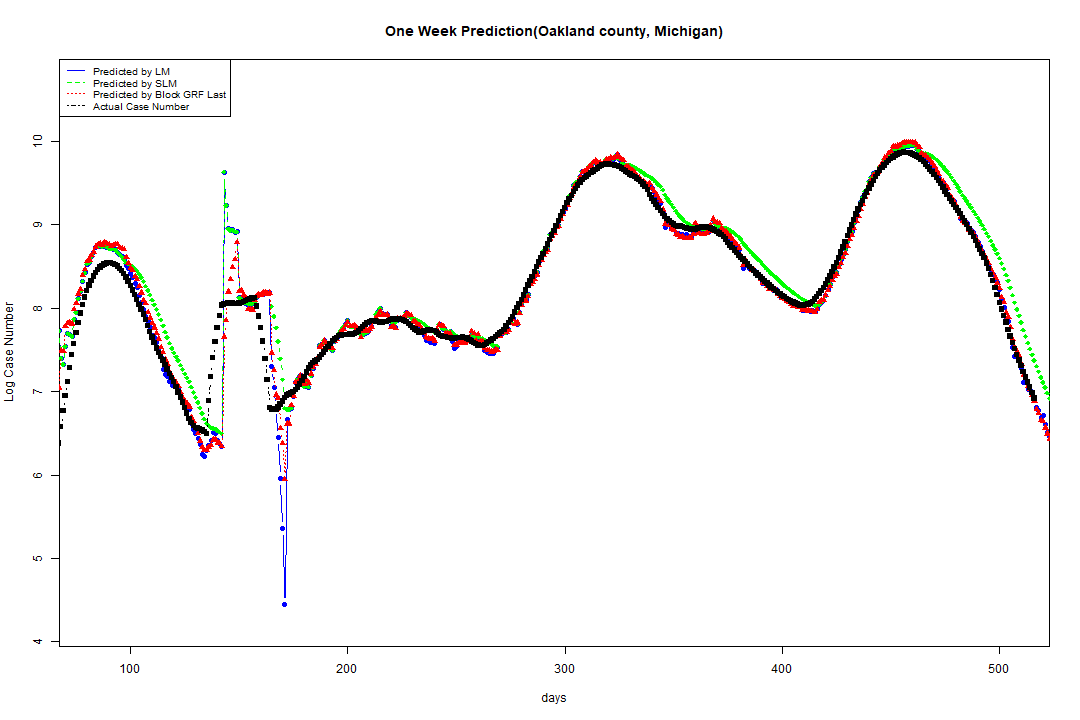 One Week Prediction(Oakland county, Michigan)
Predicted by LM
Predicted by SLM
Predicted by Block GRF Last
Actual Case Number
Log Case Number
10
9
8
7
6
5
4
100 200 300 400 500
days